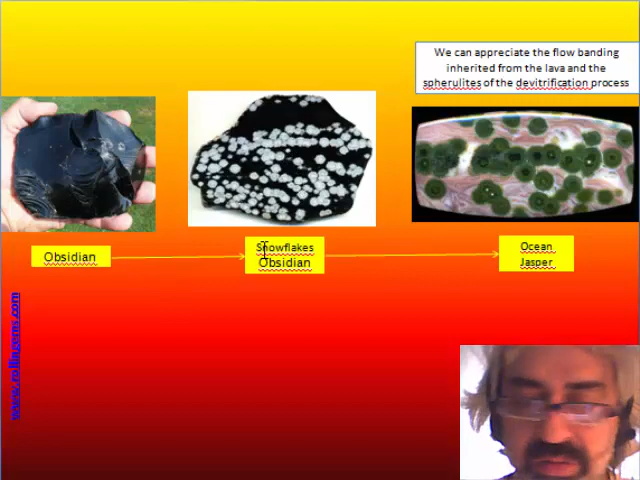 We can appreciate the flow banding
inherited from the lava and the
spherulites of the devitrification process
Obsidian
Snowflakes
Obsidian
Ocean
Jasper
www.rollingems.com